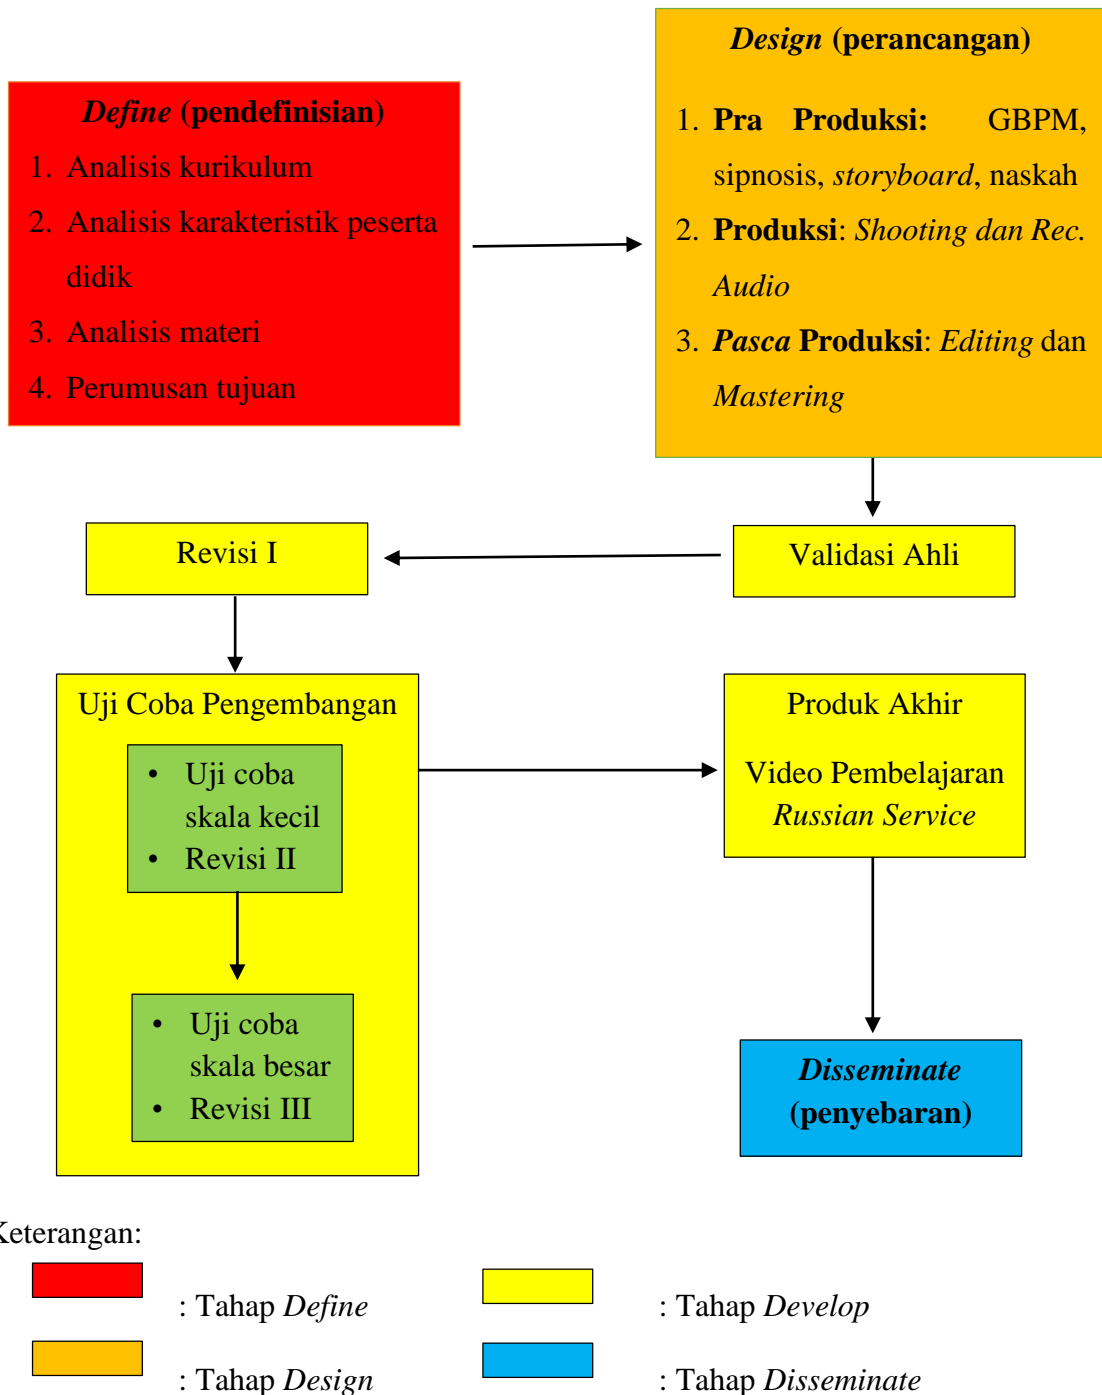 Define (pendefinisian)
1. Analisis kurikulum
2. Analisis karakteristik peserta
didik
3. Analisis materi
4. Perumusan tujuan
Design (perancangan)
1. Pra Produksi: GBPM,
sipnosis, storyboard, naskah
2. Produksi: Shooting dan Rec.
Audio
3. Pasca Produksi: Editing dan
Mastering
Validasi Ahli
Revisi I
Uji Coba Pengembangan
• Uji coba
skala kecil
• Revisi II
• Uji coba
skala besar
• Revisi III
Produk Akhir
Video Pembelajaran
Russian Service
Disseminate
(penyebaran)
Keterangan:
: Tahap Define
: Tahap Develop
: Tahap Design
: Tahap Disseminate